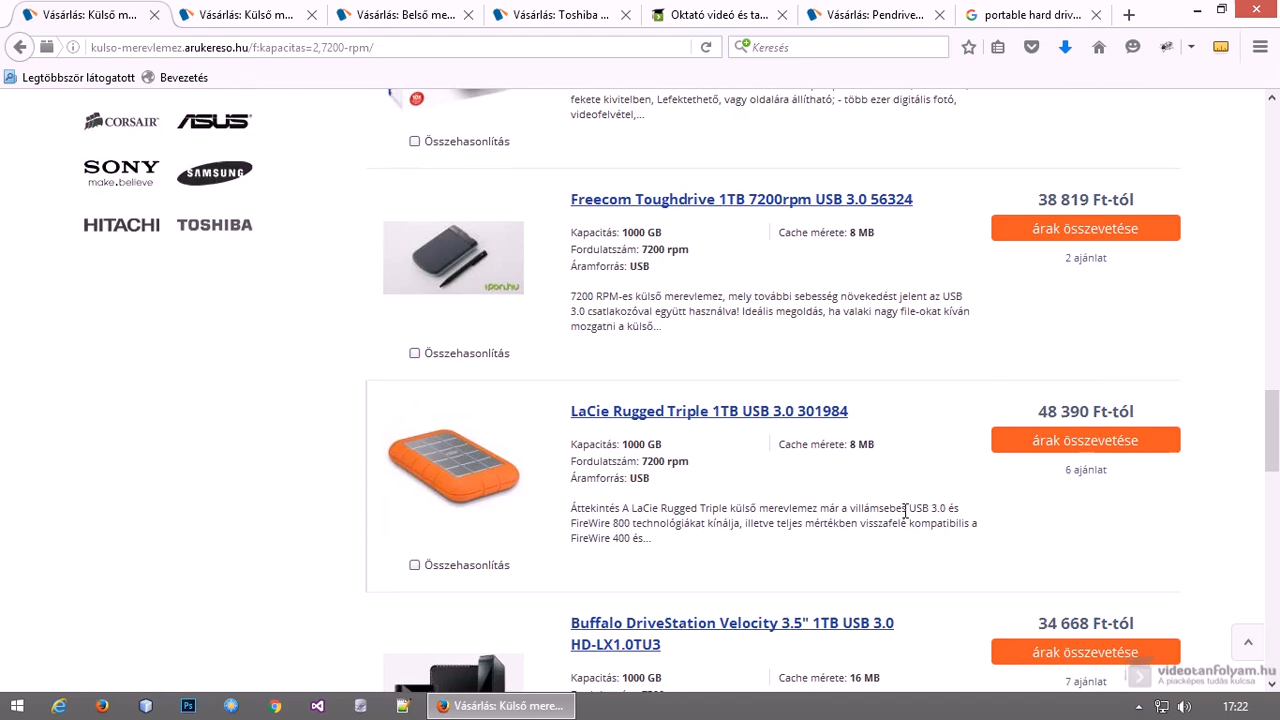 Vásárlás: Külső me...
Vásárlás: Külső m...
Vásárlás: Belső me...
Vásárlás: Toshiba ...
Oktató videó és ta...
Vásárlás: Pendrive...
portable hard driv...
kulso-merevlemez.arukereso.hu/f:kapacitas=2,7200-rpm/
Keresés
Legtöbbször látogatott
Bevezetés
fekete kivitelben, Lefektethető, vagy oldalára állítható; - több ezer digitális fotó,
videofelvétel,...
CORSAIR
ASUS
Összehasonlítás
SONY
make.believe
SAMSUNG
HITACHI
TOSHIBA
Freecom Toughdrive 1TB 7200rpm USB 3.0 56324
38 819 Ft-tól
Kapacitás: 1000 GB
Cache mérete: 8 MB
árak összevetése
Fordulatszám: 7200 rpm
2 ajánlat
Áramforrás: USB
ipon.hu
7200 RPM-es külső merevlemez, mely további sebesség növekedést jelent az USB
3.0 csatlakozóval együtt használva! Ideális megoldás, ha valaki nagy file-okat kíván
mozgatni a külső...
Összehasonlítás
LaCie Rugged Triple 1TB USB 3.0 301984
48 390 Ft-tól
Kapacitás: 1000 GB
Cache mérete: 8 MB
árak összevetése
Fordulatszám: 7200 rpm
6 ajánlat
Áramforrás: USB
Áttekintés A LaCie Rugged Triple külső merevlemez már a villámsebes USB 3.0 és
FireWire 800 technológiákat kínálja, illetve teljes mértékben visszafelé kompatibilis a
FireWire 400 és...
Összehasonlítás
Buffalo DriveStation Velocity 3.5" 1TB USB 3.0
HD-LX1.0TU3
34 668 Ft-tól
árak összevetése
Kapacitás: 1000 GB
Cache mérete: 16 MB
7 ajánlat
videotanfolyam.hu
A piacképes tudás kulcsa
Vásárlás: Külső mere...
17:22